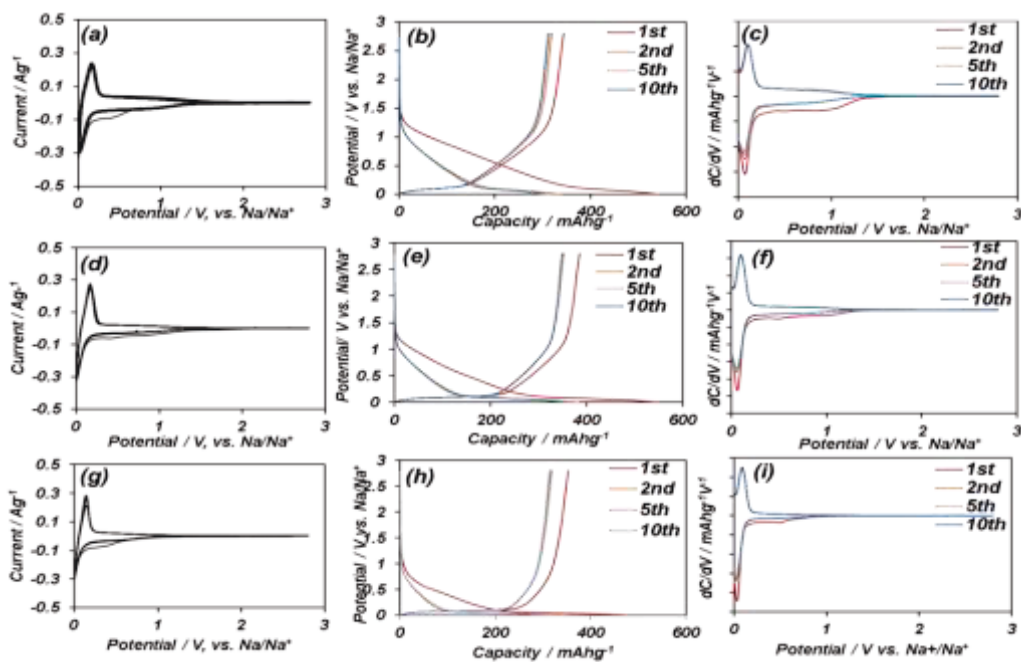 (a)
0.5
0.3
0.1
-0.1
-0.3
-0.5
Current / Ag-1
0
1
2
3
Potential / V, vs. Na/Na+
(b)
3
2.5
2
1.5
1
0.5
0
Potential / V vs. Na/Na+
1st
2nd
5th
10th
0
200
400
600
Capacity / mAhg-1
(c)
dC/dV / mAhg-1V-1
1st
2nd
5th
10th
0
1
2
3
Potential / V vs. Na/Na+
(d)
0.5
0.3
0.1
-0.1
-0.3
-0.5
Current / Ag-1
0
1
2
3
Potential / V, vs. Na/Na+
(e)
3
2.5
2
1.5
1
0.5
0
Potential/ V vs. Na/Na+
1st
2nd
5th
10th
0
200
400
600
Capacity / mAhg-1
(f)
dC/dV / mAhg-1V-1
1st
2nd
5th
10th
0
1
2
3
Potential / V vs. Na/Na+
(g)
0.5
0.3
0.1
-0.1
-0.3
-0.5
Current / Ag-1
0
1
2
3
Potential / V, vs. Na/Na+
(h)
3
2.5
2
1.5
1
0.5
0
Potential / V vs. Na/Na+
1st
2nd
5th
10th
0
200
400
600
Capacity / mAhg-1
(i)
dC/dV / mAhg-1V-1
1st
2nd
5th
10th
0
1
2
3
Potential / V vs. Na+/Na+